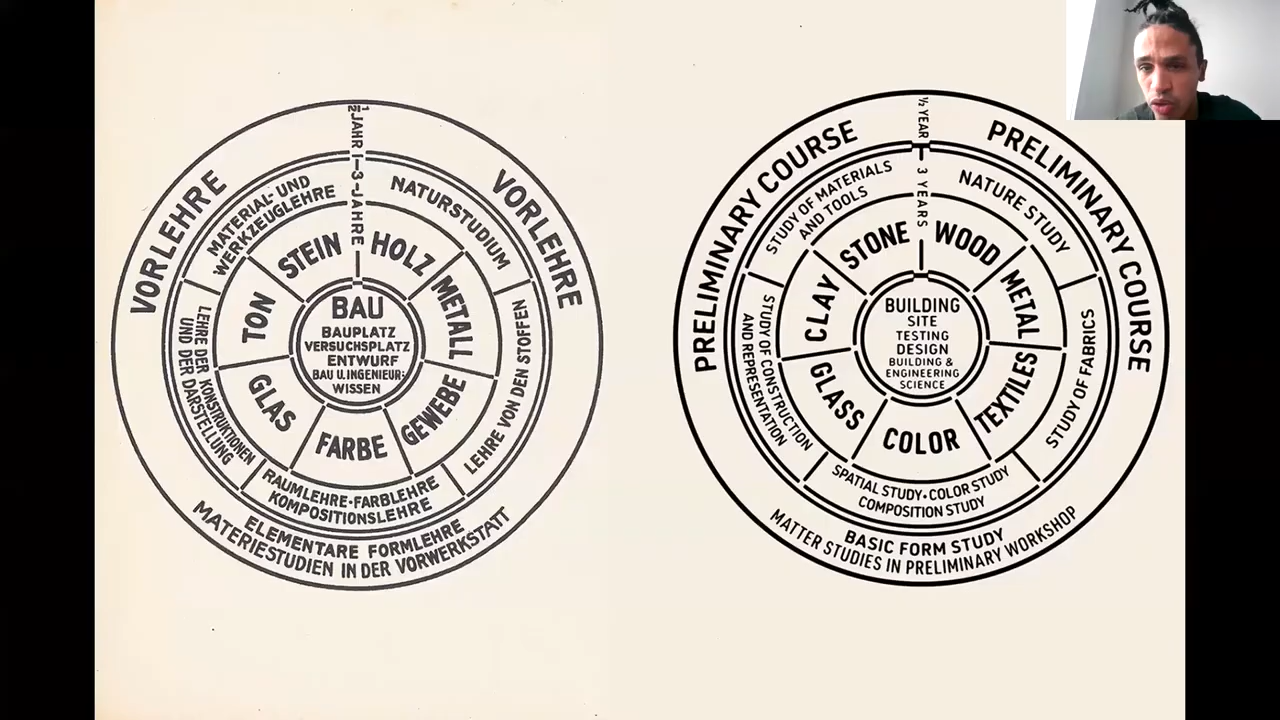 VORLEHRE
VORLEHRE
½ JAHR
1-3-JAHRE
MATERIAL- UND
WERKZEUGLEHRE
NATURSTUDIUM
LEHRE VON DEN STOFFEN
RAUMLEHRE·FARBLEHRE
KOMPOSITIONSLEHRE
LEHRE DER KONSTRUKTIONEN
UND DER DARSTELLUNG
STEIN
HOLZ
METALL
GEWEBE
FARBE
GLAS
TON
BAU
BAUPLATZ
VERSUCHSPLATZ
ENTWURF
BAU U. INGENIEUR-
WISSEN
ELEMENTARE FORMLEHRE
MATERIESTUDIEN IN DER VORWERKSTATT
PRELIMINARY COURSE
PRELIMINARY COURSE
½ YEAR
3 YEARS
STUDY OF MATERIALS
AND TOOLS
NATURE STUDY
STUDY OF FABRICS
SPATIAL STUDY·COLOR STUDY
COMPOSITION STUDY
STUDY OF CONSTRUCTION
AND REPRESENTATION
STONE
WOOD
METAL
TEXTILES
COLOR
GLASS
CLAY
BUILDING
SITE
TESTING
DESIGN
BUILDING &
ENGINEERING
SCIENCE
BASIC FORM STUDY
MATTER STUDIES IN PRELIMINARY WORKSHOP